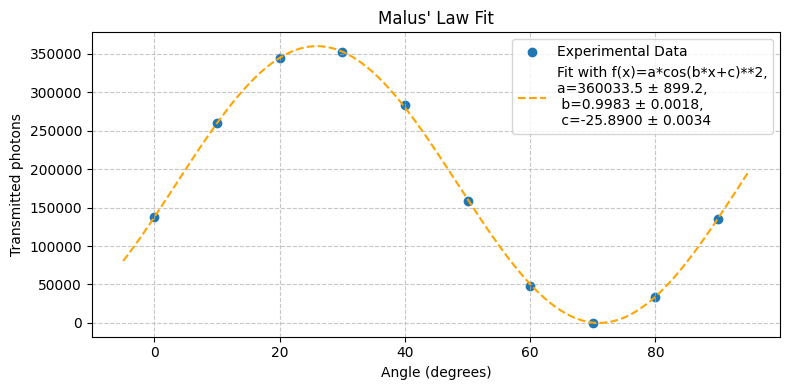 Malus' Law Fit
Transmitted photons
350000
300000
250000
200000
150000
100000
50000
0
Experimental Data
Fit with f(x)=a*cos(b*x+c)**2,
a=360033.5 ± 899.2,
b=0.9983 ± 0.0018,
c=-25.8900 ± 0.0034
0 20 40 60 80
Angle (degrees)